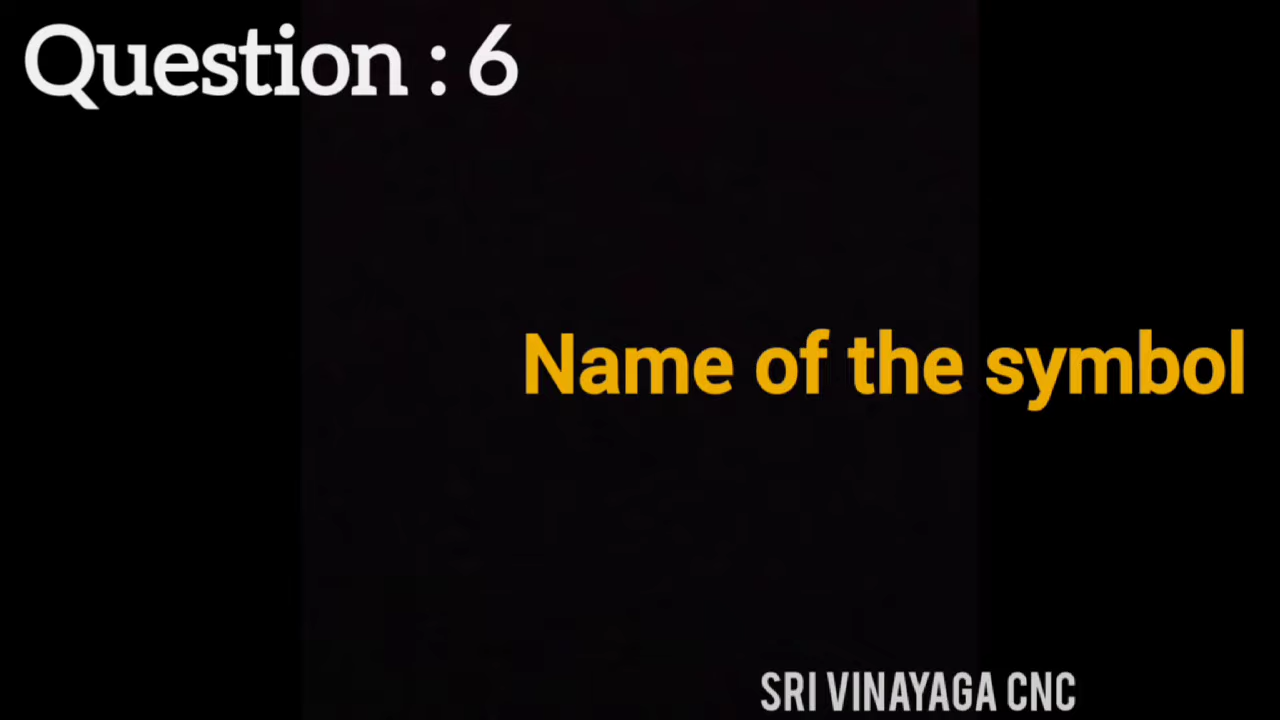 Question : 6
Name of the symbol
SRI VINAYAGA CNC